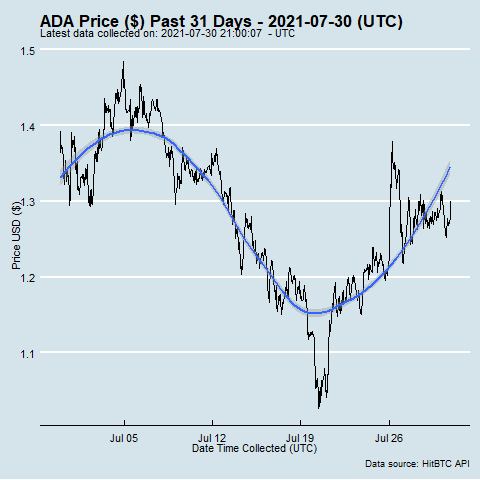 ADA Price ($) Past 31 Days - 2021-07-30 (UTC)
Latest data collected on: 2021-07-30 21:00:07 - UTC
1.5
1.4
1.3
1.2
1.1
Price USD ($)
Jul 05 Jul 12 Jul 19 Jul 26
Date Time Collected (UTC)
Data source: HitBTC API